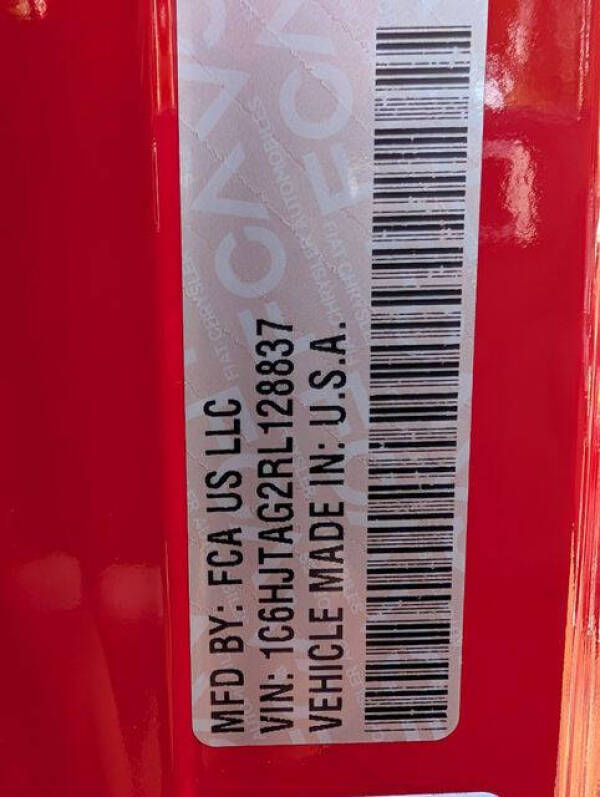 MFD BY: FCA US LLC
VIN: 1C6HJTAG2RL128837
VEHICLE MADE IN: U.S.A.